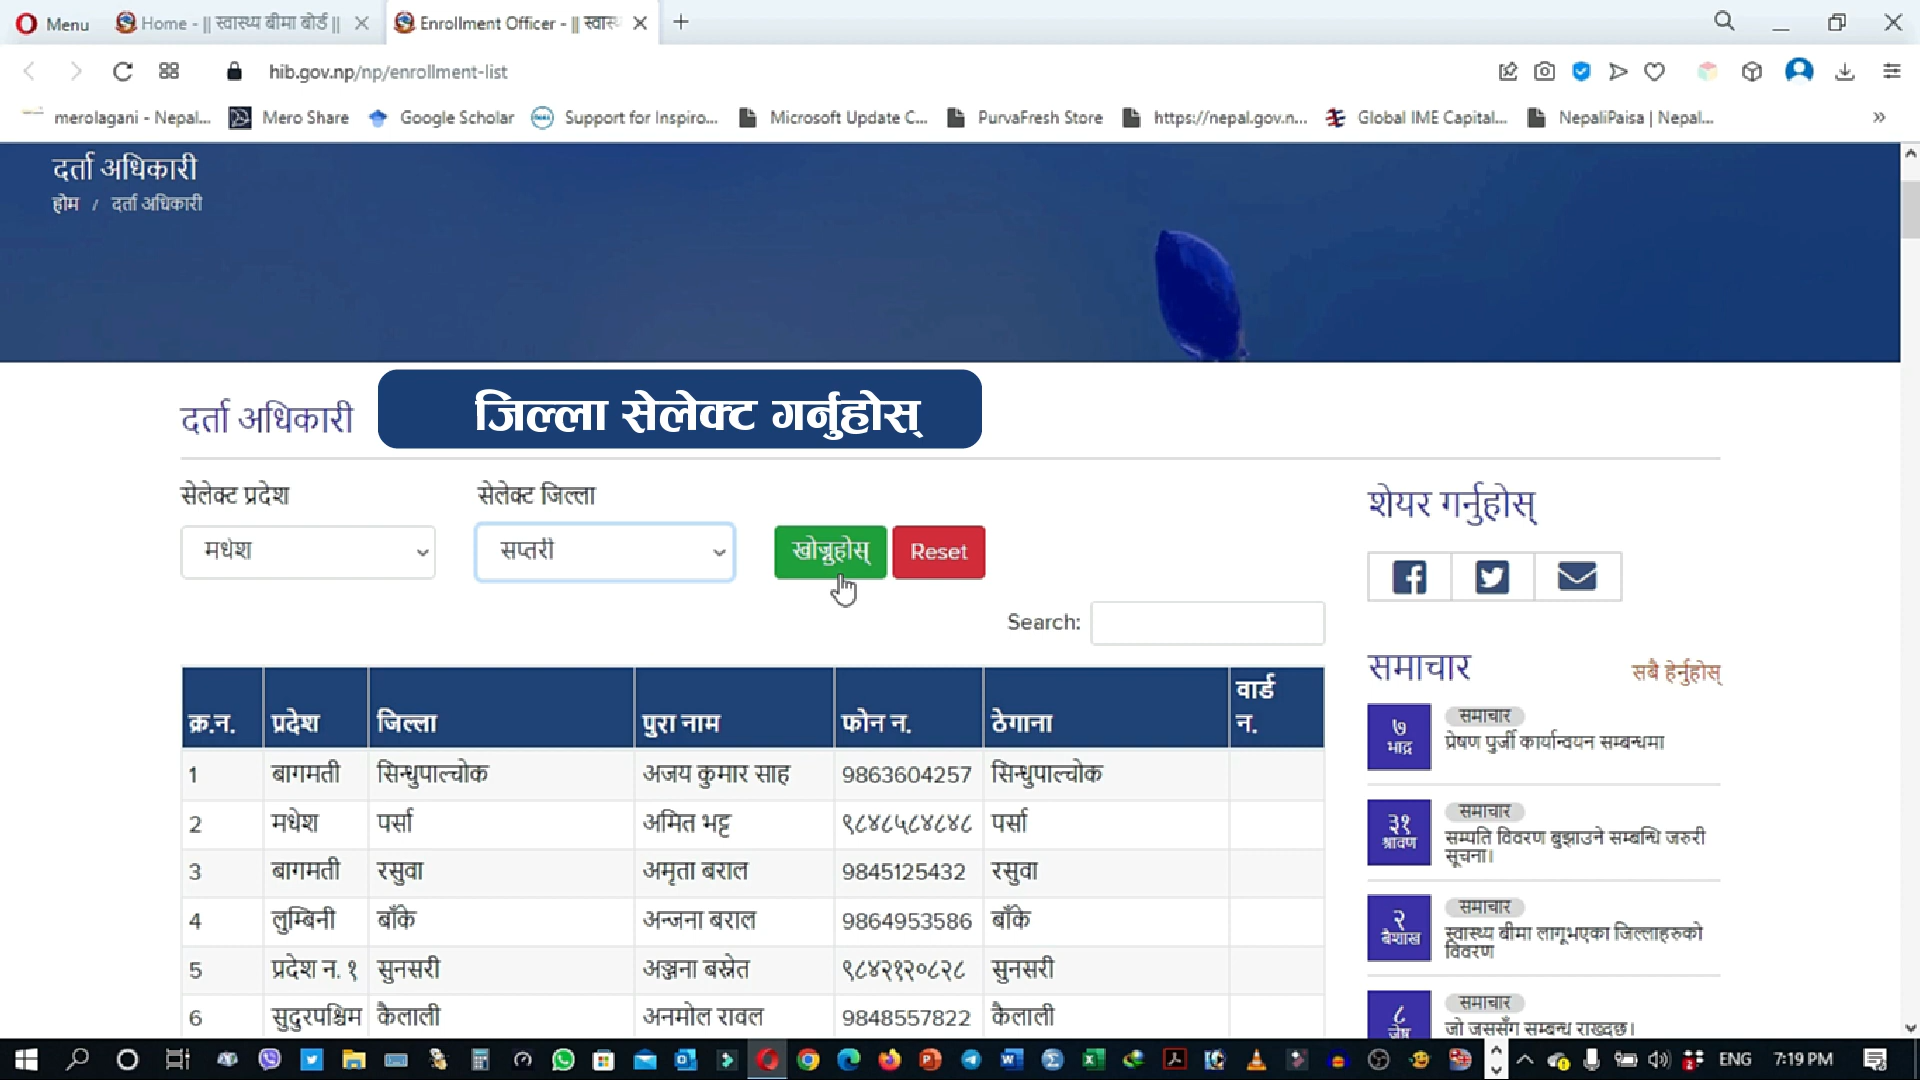 Menu
Home - || स्वास्थ्य बीमा बोर्ड ||
Enrollment Officer - || स्वास्थ
hib.gov.np/np/enrollment-list
merolagani - Nepal...
Mero Share
Google Scholar
Support for Inspiro...
Microsoft Update C...
PurvaFresh Store
https://nepal.gov.n...
Global IME Capital...
NepaliPaisa | Nepal...
दर्ता अधिकारी
होम / दर्ता अधिकारी
दर्ता अधिकारी
जिल्ला सेलेक्ट गर्नुहोस्
सेलेक्ट प्रदेश
सेलेक्ट जिल्ला
मधेश
सप्तरी
खोज्नुहोस्
Reset
Search:
क्र.न. प्रदेश जिल्ला पुरा नाम फोन न. ठेगाना वार्ड न.
1 बागमती सिन्धुपाल्चोक अजय कुमार साह 9863604257 सिन्धुपाल्चोक
2 मधेश पर्सा अमित भट्ट ९८४८५८४८४८ पर्सा
3 बागमती रसुवा अमृता बराल 9845125432 रसुवा
4 लुम्बिनी बाँके अन्जना बराल 9864953586 बाँके
5 प्रदेश न. १ सुनसरी अञ्जना बस्नेत ९८४२१२०८२८ सुनसरी
6 सुदुरपश्चिम कैलाली अनमोल रावल 9848557822 कैलाली
शेयर गर्नुहोस्
समाचार
सबै हेर्नुहोस्
७
भाद्र
समाचार
प्रेषण पुर्जी कार्यान्वयन सम्बन्धमा
३१
श्रावण
समाचार
सम्पति विवरण बुझाउने सम्बन्धि जरुरी
सूचना।
२
बैशाख
समाचार
स्वास्थ्य बीमा लागूभएका जिल्लाहरुको
विवरण
८
जेष्ठ
समाचार
जो जससँग सम्बन्ध राख्दछ।
ENG
7:19 PM